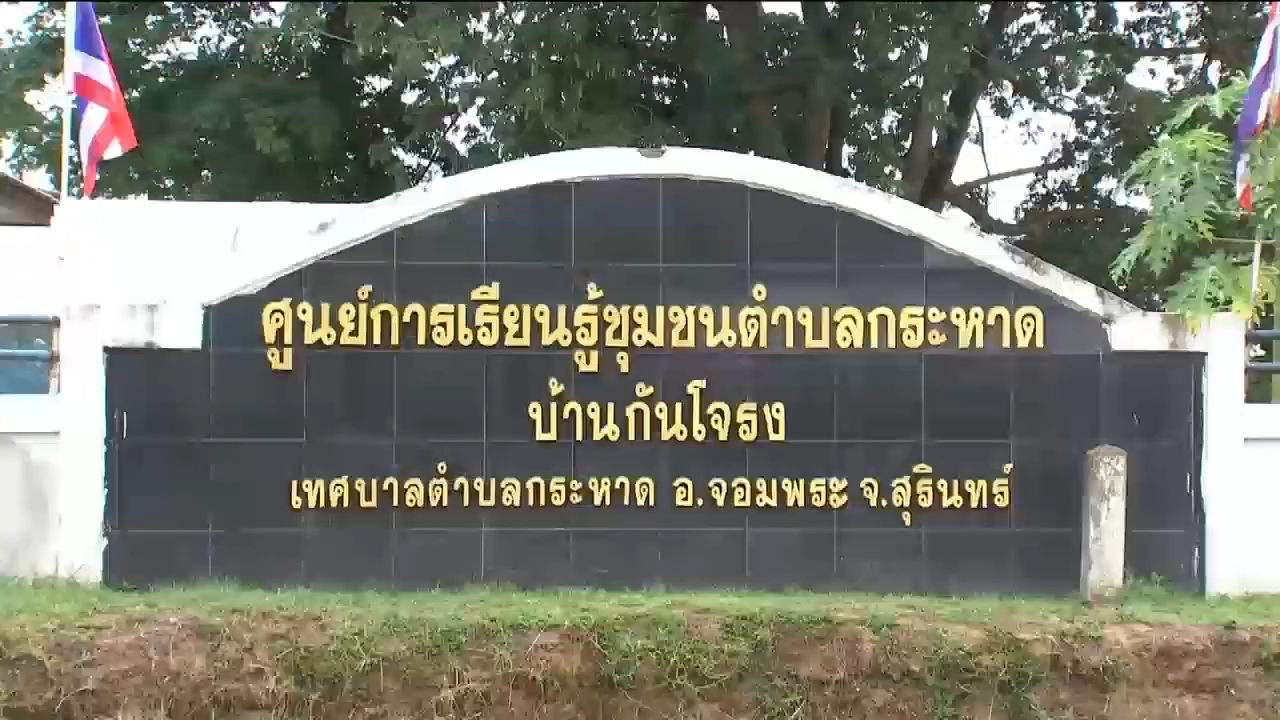 ศูนย์การเรียนรู้ชุมชนตำบลกระหาด
บ้านกันโจรง
เทศบาลตำบลกระหาด อ.จอมพระ จ.สุรินทร์